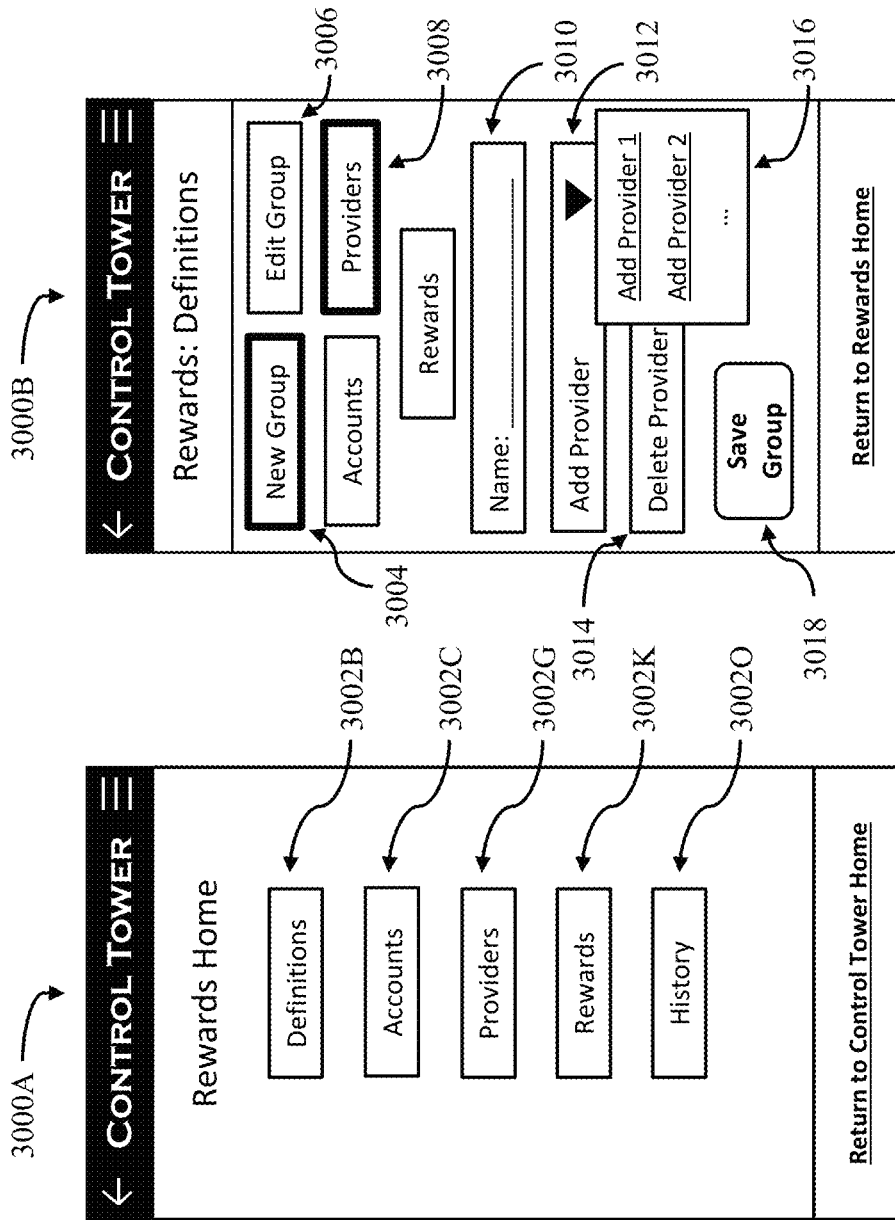 3000A
← CONTROL TOWER
Rewards Home
Definitions
3002B
Accounts
3002C
Providers
3002G
Rewards
3002K
History
3002O
Return to Control Tower Home
3000B
← CONTROL TOWER
Rewards: Definitions
New Group
Edit Group
3004
3006
Accounts
Providers
3008
Rewards
Name: ____________
3010
Add Provider
3012
Add Provider 1
Add Provider 2
...
3016
Delete Provider
3014
Save
Group
3018
Return to Rewards Home